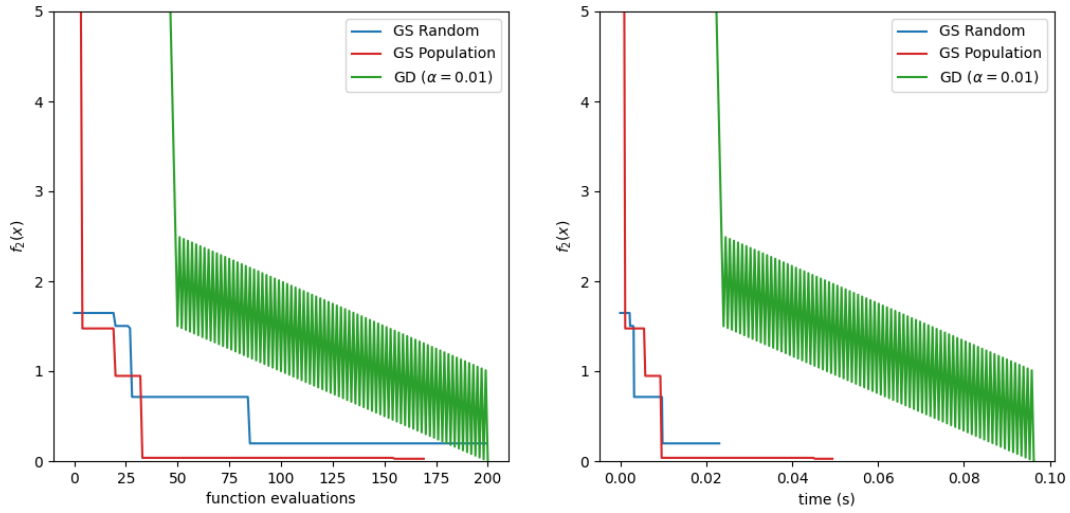 5
4
3
2
1
0
f₂(x)
0
25
50
75
100
125
150
175
200
function evaluations
GS Random
GS Population
GD (α = 0.01)
5
4
3
2
1
0
f₂(x)
0.00
0.02
0.04
0.06
0.08
0.10
time (s)
GS Random
GS Population
GD (α = 0.01)